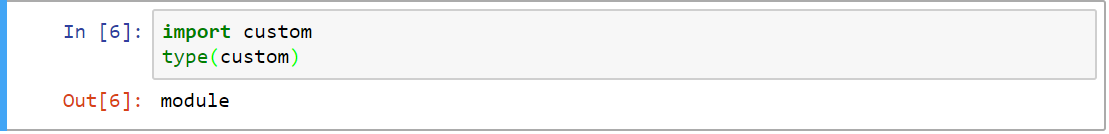 In [6]: import custom
type(custom)
Out[6]: module